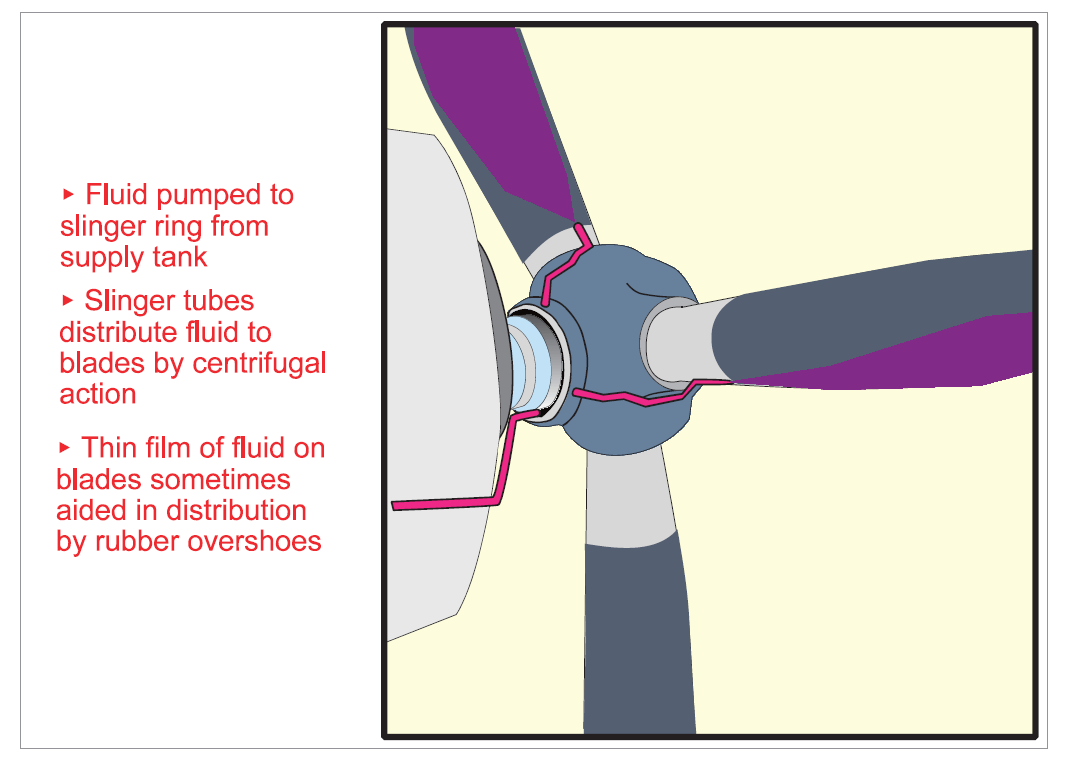 ▸ Fluid pumped to
slinger ring from
supply tank
▸ Slinger tubes
distribute fluid to
blades by centrifugal
action
▸ Thin film of fluid on
blades sometimes
aided in distribution
by rubber overshoes